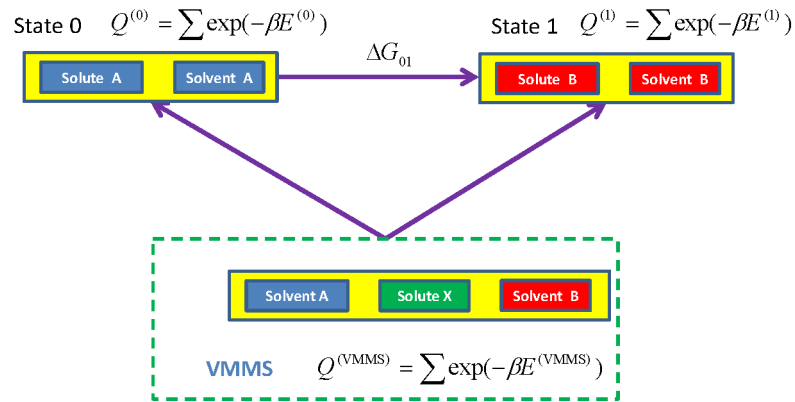 State 0 Q^(0) = ∑ exp(−βE^(0)) State 1 Q^(1) = ∑ exp(−βE^(1))
ΔG₀₁
Solute A Solvent A Solute B Solvent B
Solvent A Solute X Solvent B
VMMS Q^(VMMS) = ∑ exp(−βE^(VMMS))